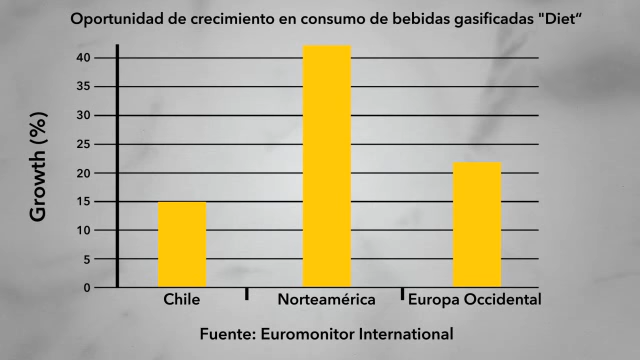 Oportunidad de crecimiento en consumo de bebidas gasificadas "Diet“
Growth (%)
40
35
30
25
20
15
10
5
0
Chile
Norteamérica
Europa Occidental
Fuente: Euromonitor International